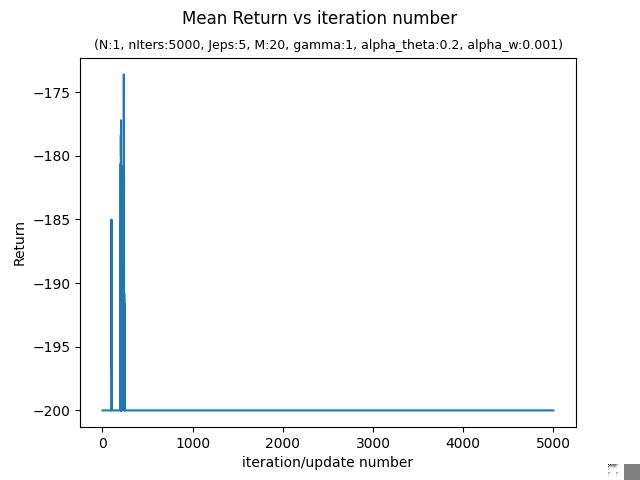 Mean Return vs iteration number
(N:1, nIters:5000, Jeps:5, M:20, gamma:1, alpha_theta:0.2, alpha_w:0.001)
−175
−180
−185
−190
−195
−200
Return
0 1000 2000 3000 4000 5000
iteration/update number